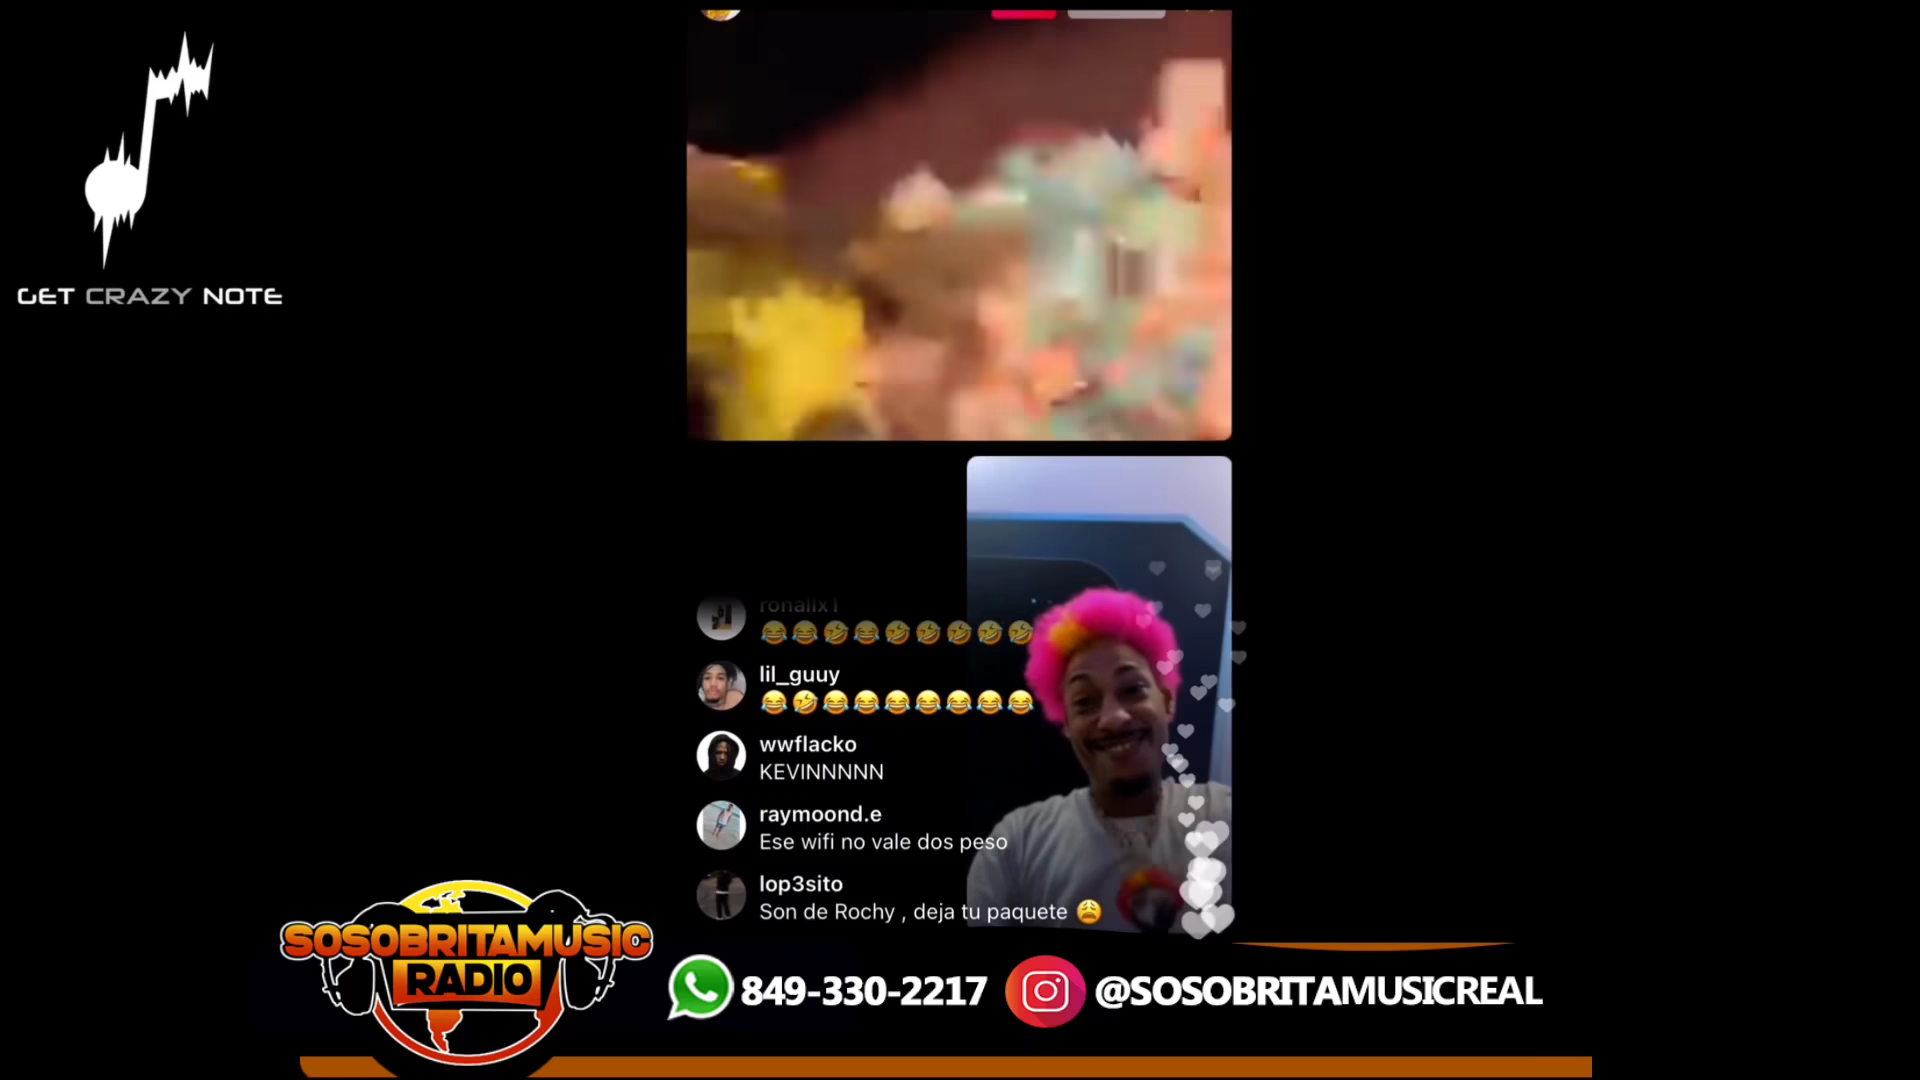 GET CRAZY NOTE
ronalix1
😂😂🤣😂🤣🤣🤣🤣🤣
lil_guuy
😂🤣😂😂😂😂😂😂😂
wwflacko
KEVINNNNN
raymoond.e
Ese wifi no vale dos peso
lop3sito
Son de Rochy , deja tu paquete 😩
SOSOBRITAMUSIC
RADIO
849-330-2217
@SOSOBRITAMUSICREAL